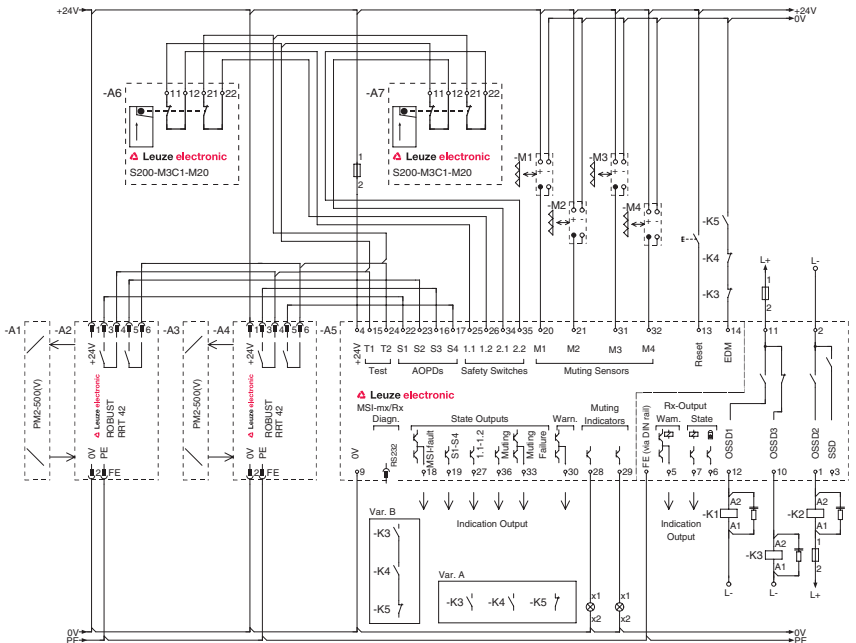 +24V +24V
0V
-A6 11 12 21 22
-A7 11 12 21 22
Leuze electronic
S200-M3C1-M20
Leuze electronic
S200-M3C1-M20
1
2
-M1 + -
-M2 + -
-M3 + -
-M4 + -
E
-K5
-K4
-K3
L+
1
2
L-
-A1 -A2 1 3 4 5 6 -A3 -A4 1 3 4 5 6 -A5 4 15 24 22 23 16 17 25 26 34 35 20 21 31 32 13 14 11 2
+24V T1 T2 S1 S2 S3 S4 1.1 1.2 2.1 2.2 M1 M2 M3 M4 Reset EDM
Test AOPDs Safety Switches Muting Sensors
PM2-500(V)
+24V
Leuze electronic
ROBUST
RRT 42
0V PE
2 FE
PM2-500(V)
+24V
Leuze electronic
ROBUST
RRT 42
0V PE
2 FE
Leuze electronic
MSI-mx/Rx
Diagn. State Outputs Warn. Muting
Indicators
0V RS232 MSI-fault S1-S4 1.1-1.2 Muting Muting Failure
FE (via DIN rail)
Rx-Output
Warn. State
OSSD1 OSSD3 OSSD2 SSD
9 18 19 27 36 33 30 28 29 5 7 6 12 10 1 3
Indication Output
Indication
Output
-K1 A2
A1
L-
-K3 A2
A1
L-
-K2 A2
A1
1
2
L+
Var. B
-K3
-K4
-K5
Var. A
-K3 -K4 -K5
x1
x2
x1
x2
0V 0V
PE PE